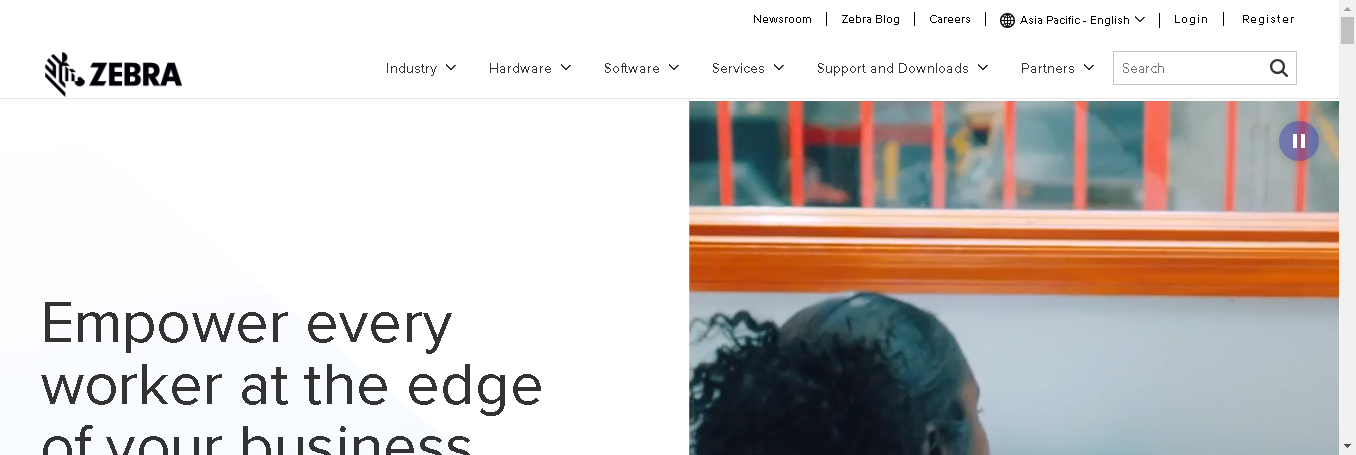 Newsroom
Zebra Blog
Careers
Asia Pacific - English
Login
Register
ZEBRA
Industry
Hardware
Software
Services
Support and Downloads
Partners
Search
Empower every
worker at the edge
of your business